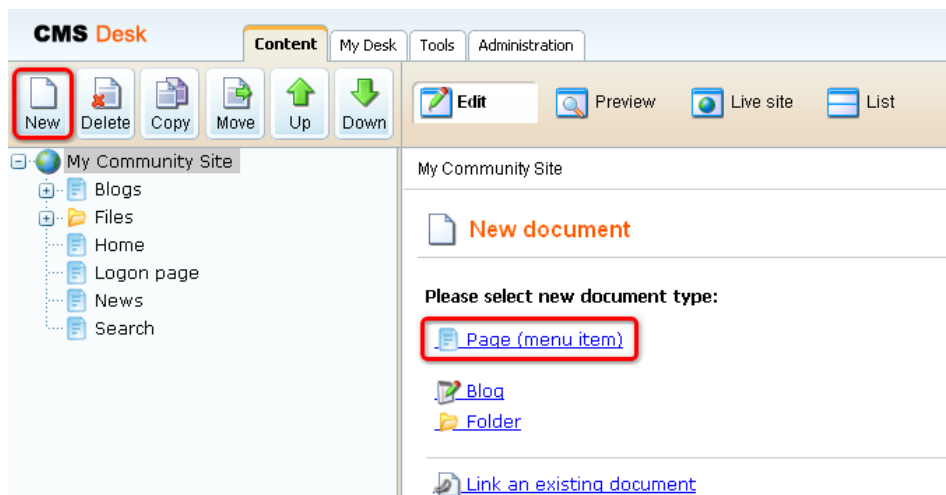 CMS Desk
Content My Desk Tools Administration
New Delete Copy Move Up Down
Edit Preview Live site List
My Community Site
Blogs
Files
Home
Logon page
News
Search
My Community Site
New document
Please select new document type:
Page (menu item)
Blog
Folder
Link an existing document